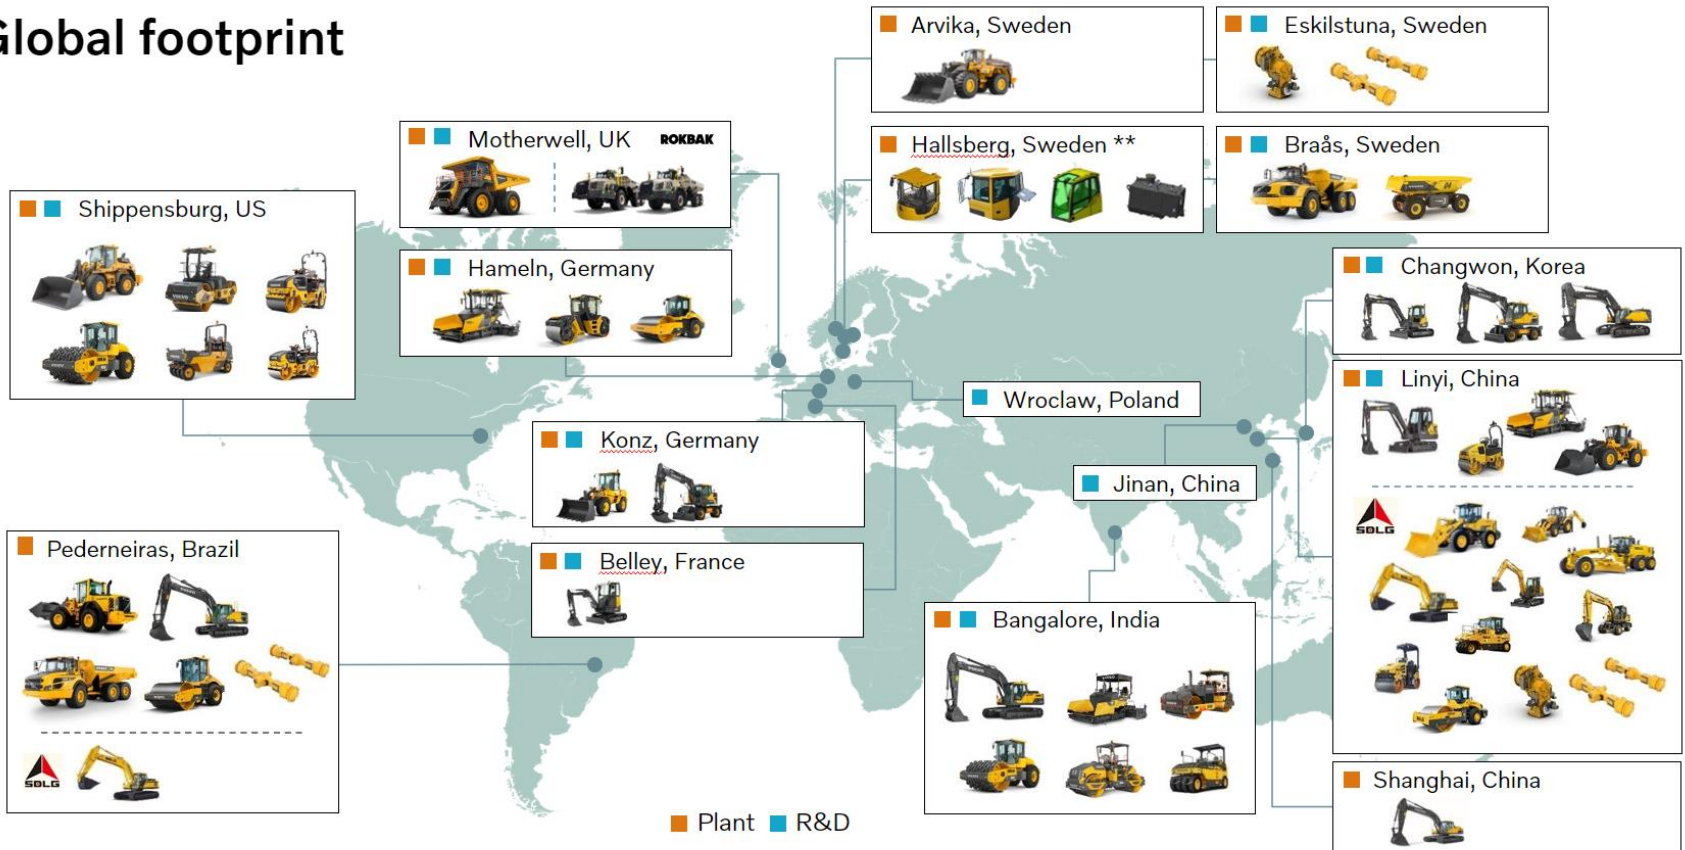 Global footprint
Arvika, Sweden
Eskilstuna, Sweden
Motherwell, UK
ROKBAK
Hallsberg, Sweden **
Braås, Sweden
Shippensburg, US
Hameln, Germany
Changwon, Korea
Wroclaw, Poland
Linyi, China
Konz, Germany
Jinan, China
SDLG
Pederneiras, Brazil
Belley, France
Bangalore, India
SDLG
Shanghai, China
Plant R&D